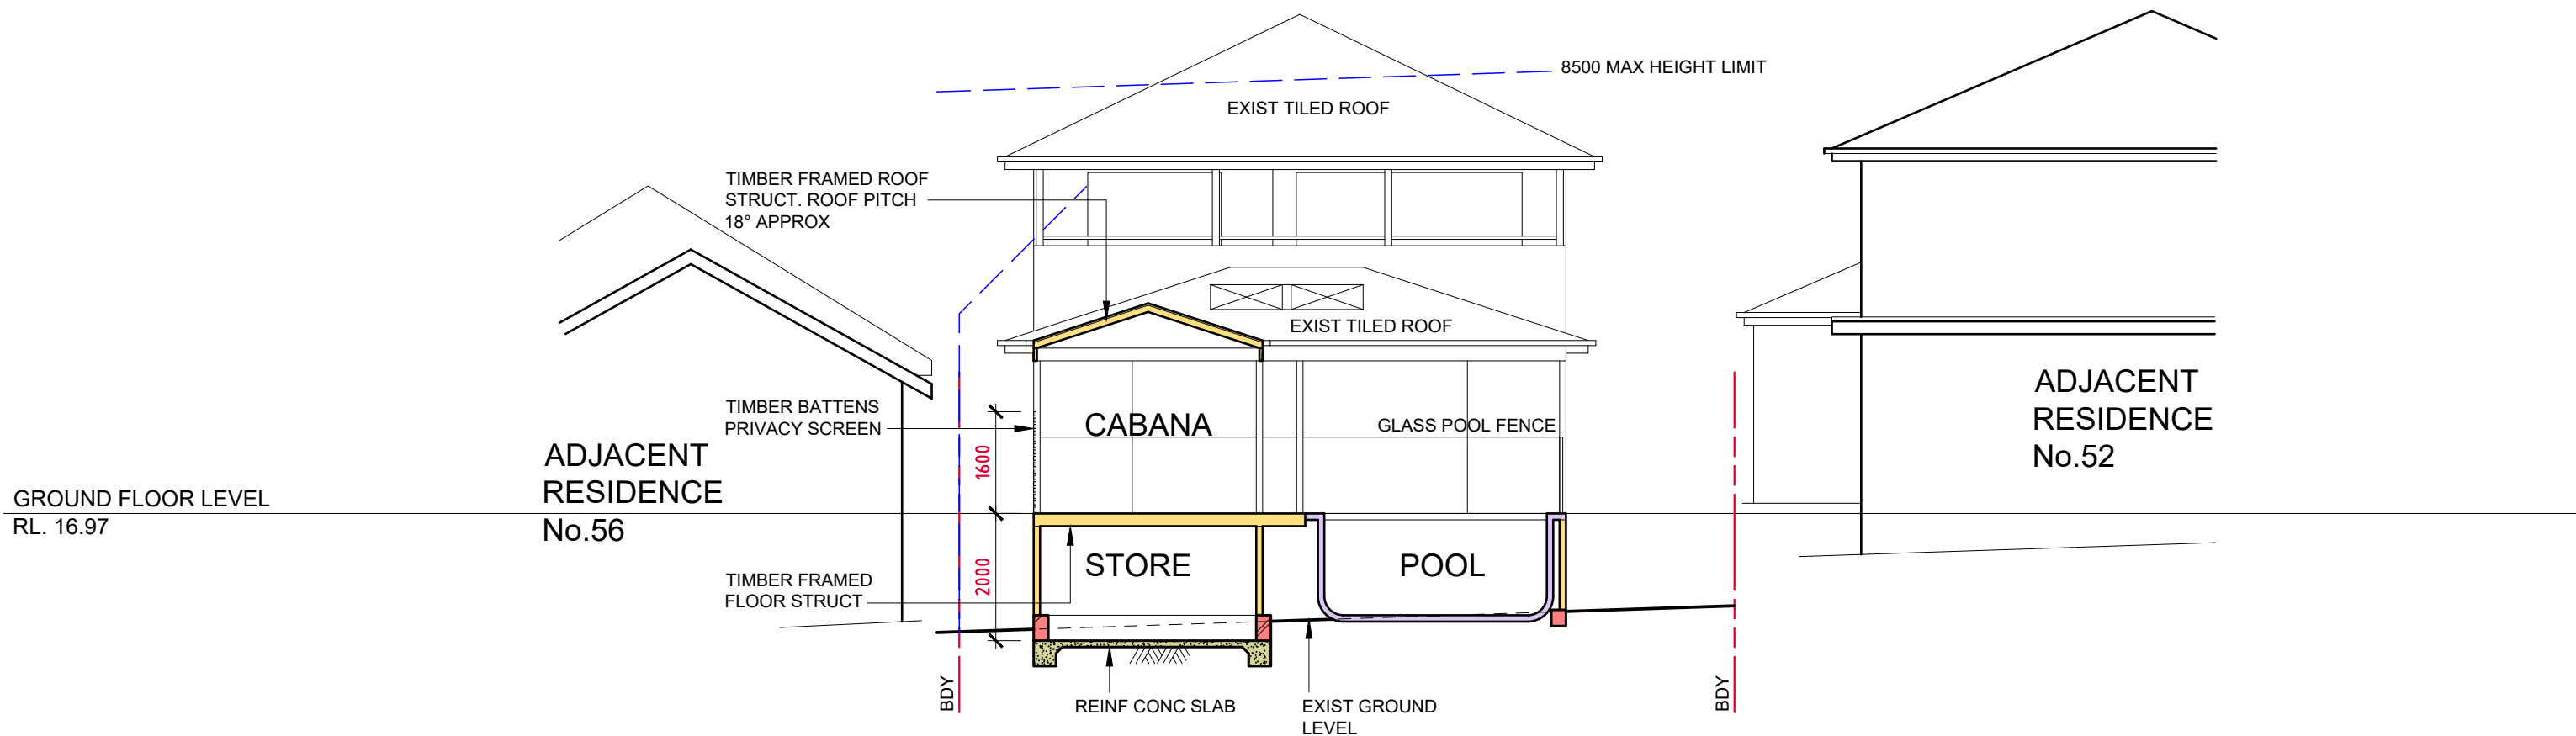 8500 MAX HEIGHT LIMIT
EXIST TILED ROOF
TIMBER FRAMED ROOF
STRUCT. ROOF PITCH
18° APPROX
EXIST TILED ROOF
TIMBER BATTENS
PRIVACY SCREEN
1600
CABANA
GLASS POOL FENCE
ADJACENT
RESIDENCE
No.52
ADJACENT
RESIDENCE
No.56
GROUND FLOOR LEVEL
RL. 16.97
TIMBER FRAMED
FLOOR STRUCT
2000
STORE
POOL
BDY
REINF CONC SLAB
EXIST GROUND
LEVEL
BDY